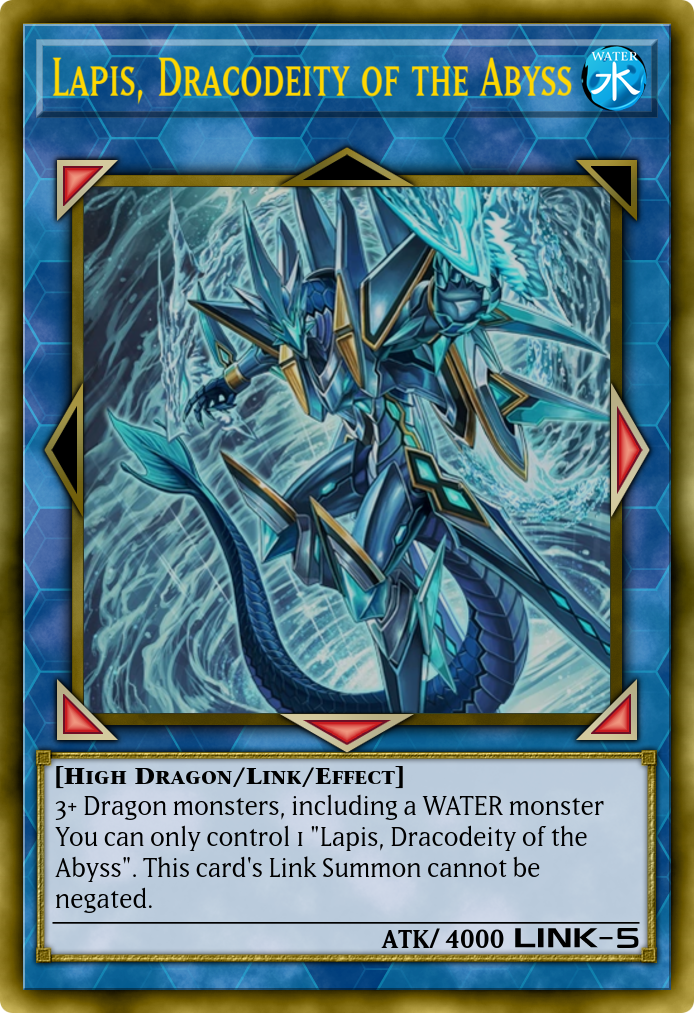 Lapis, Dracodeity of the Abyss
WATER
水
[High Dragon/Link/Effect]
3+ Dragon monsters, including a WATER monster
You can only control 1 "Lapis, Dracodeity of the
Abyss". This card's Link Summon cannot be
negated.
ATK/ 4000 LINK-5